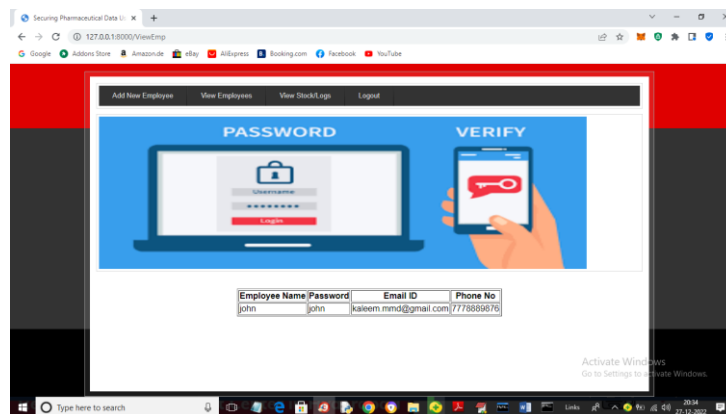 Securing Pharmaceutical Data U
127.0.0.1:8000/ViewEmp
Google Addons Store Amazon.de eBay AliExpress Booking.com Facebook YouTube
Add New Employee View Employees View Stock/Logs Logout
PASSWORD VERIFY
Username
Login
Employee Name Password Email ID Phone No
john john kaleem.mmd@gmail.com 7778889876
Activate Windows
Go to Settings to activate Windows.
Type here to search Links 20:34
27-12-2022